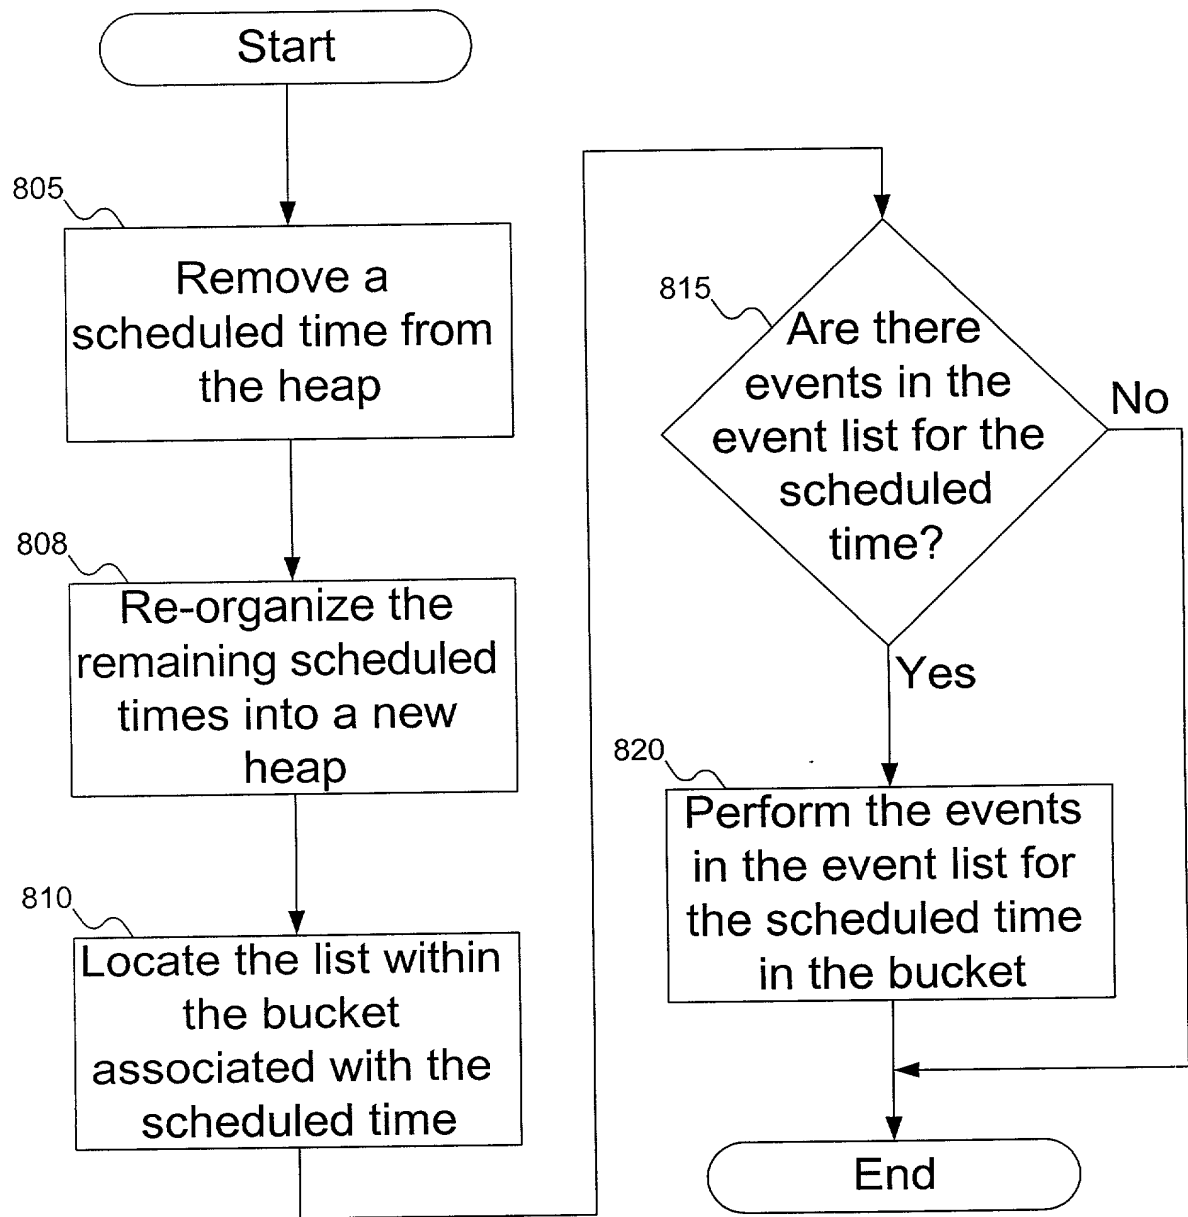 Start
805
Remove a
scheduled time from
the heap
808
Re-organize the
remaining scheduled
times into a new
heap
810
Locate the list within
the bucket
associated with the
scheduled time
815
Are there
events in the
event list for the
scheduled
time?
No
Yes
820
Perform the events
in the event list for
the scheduled time
in the bucket
End